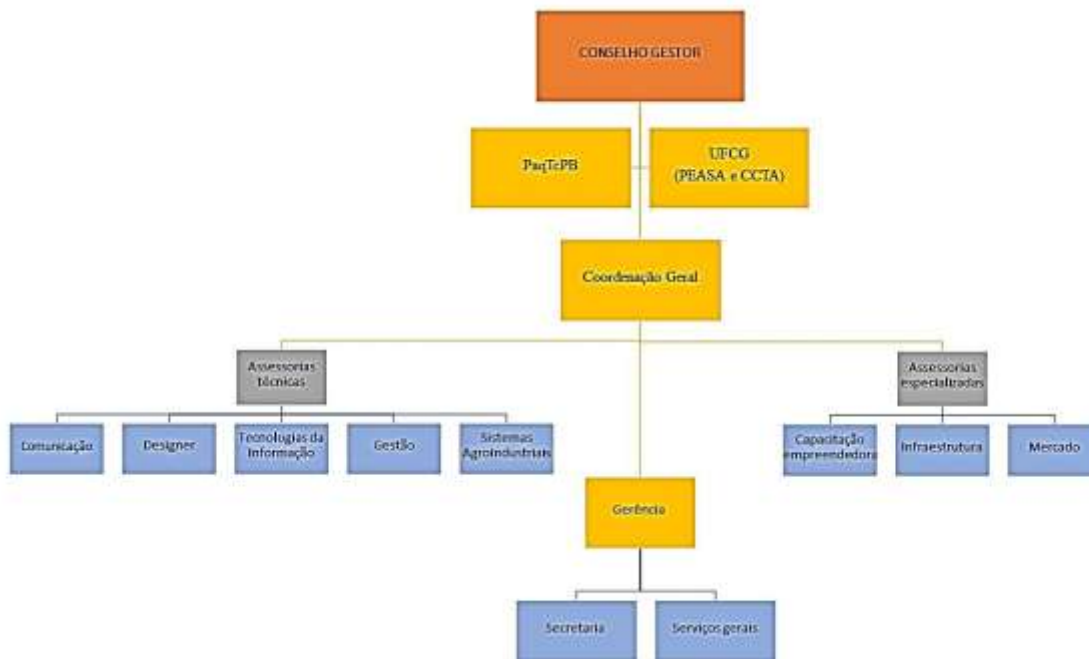 CONSELHO GESTOR
PaqTcPB
UFCG
(PEASA e CCTA)
Coordenação Geral
Assessorias
técnicas
Assessorias
especializadas
Comunicação
Designer
Tecnologias da
Informação
Gestão
Sistemas
Agroindustriais
Capacitação
empreendedora
Infraestrutura
Mercado
Gerência
Secretaria
Serviços gerais